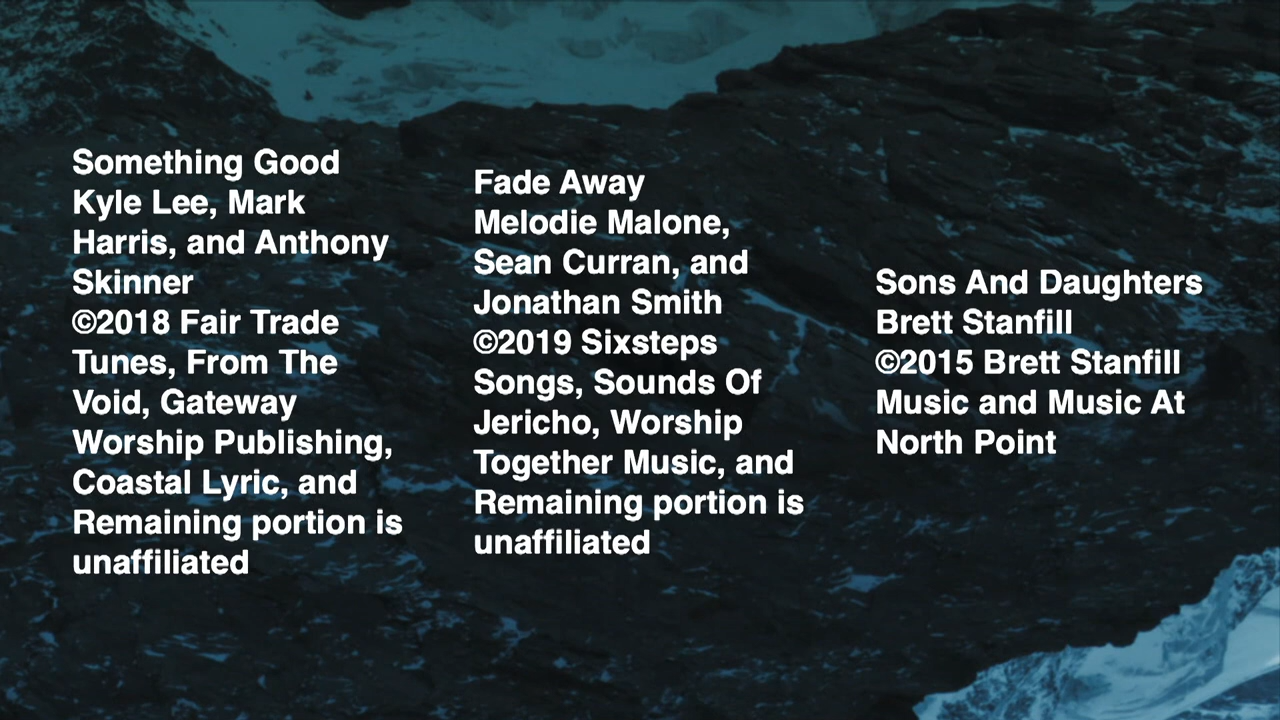 Something Good
Kyle Lee, Mark
Harris, and Anthony
Skinner
©2018 Fair Trade
Tunes, From The
Void, Gateway
Worship Publishing,
Coastal Lyric, and
Remaining portion is
unaffiliated
Fade Away
Melodie Malone,
Sean Curran, and
Jonathan Smith
©2019 Sixsteps
Songs, Sounds Of
Jericho, Worship
Together Music, and
Remaining portion is
unaffiliated
Sons And Daughters
Brett Stanfill
©2015 Brett Stanfill
Music and Music At
North Point